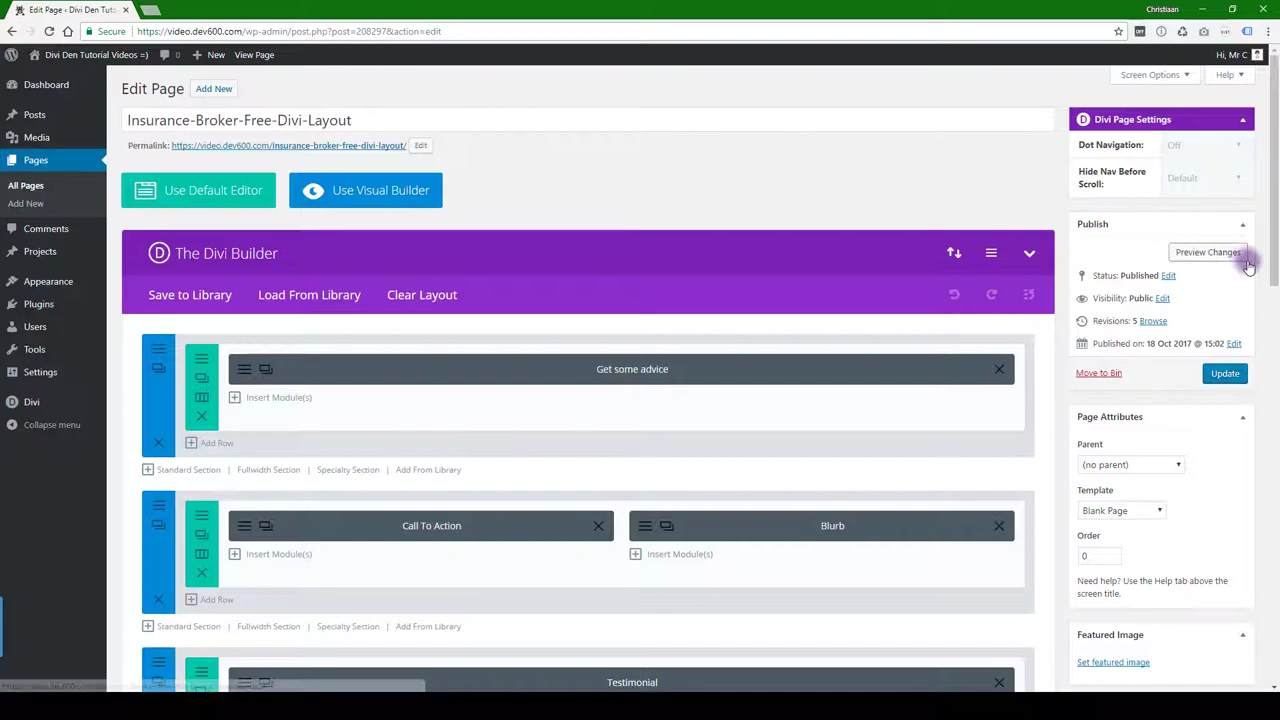 Edit Page ‹ Divi Den Tuto
Christiaan
Secure
https://video.dev600.com/wp-admin/post.php?post=208297&action=edit
Divi Den Tutorial Videos =)
0
New
View Page
Hi, Mr C
Dashboard
Posts
Media
Pages
All Pages
Add New
Comments
Projects
Appearance
Plugins
Users
Tools
Settings
Divi
Collapse menu
Edit Page
Add New
Screen Options
Help
Insurance-Broker-Free-Divi-Layout
Permalink: https://video.dev600.com/insurance-broker-free-divi-layout/ Edit
Use Default Editor
Use Visual Builder
The Divi Builder
Save to Library
Load From Library
Clear Layout
Get some advice
Insert Module(s)
Add Row
Standard Section | Fullwidth Section | Specialty Section | Add From Library
Call To Action
Blurb
Insert Module(s)
Insert Module(s)
Add Row
Standard Section | Fullwidth Section | Specialty Section | Add From Library
Testimonial
Divi Page Settings
Dot Navigation:
Off
Hide Nav Before
Scroll:
Default
Publish
Preview Changes
Status: Published Edit
Visibility: Public Edit
Revisions: 5 Browse
Published on: 18 Oct 2017 @ 15:02 Edit
Move to Bin
Update
Page Attributes
Parent
(no parent)
Template
Blank Page
Order
0
Need help? Use the Help tab above the
screen title.
Featured Image
Set featured image